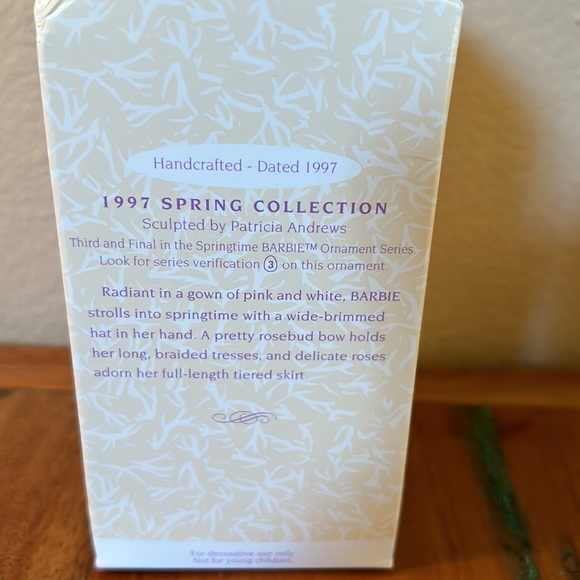 Handcrafted - Dated 1997
1997 SPRING COLLECTION
Sculpted by Patricia Andrews
Third and Final in the Springtime BARBIE™ Ornament Series.
Look for series verification ③ on this ornament.
Radiant in a gown of pink and white, BARBIE
strolls into springtime with a wide-brimmed
hat in her hand. A pretty rosebud bow holds
her long, braided tresses, and delicate roses
adorn her full-length tiered skirt.
For decorative use only.
Not for young children.